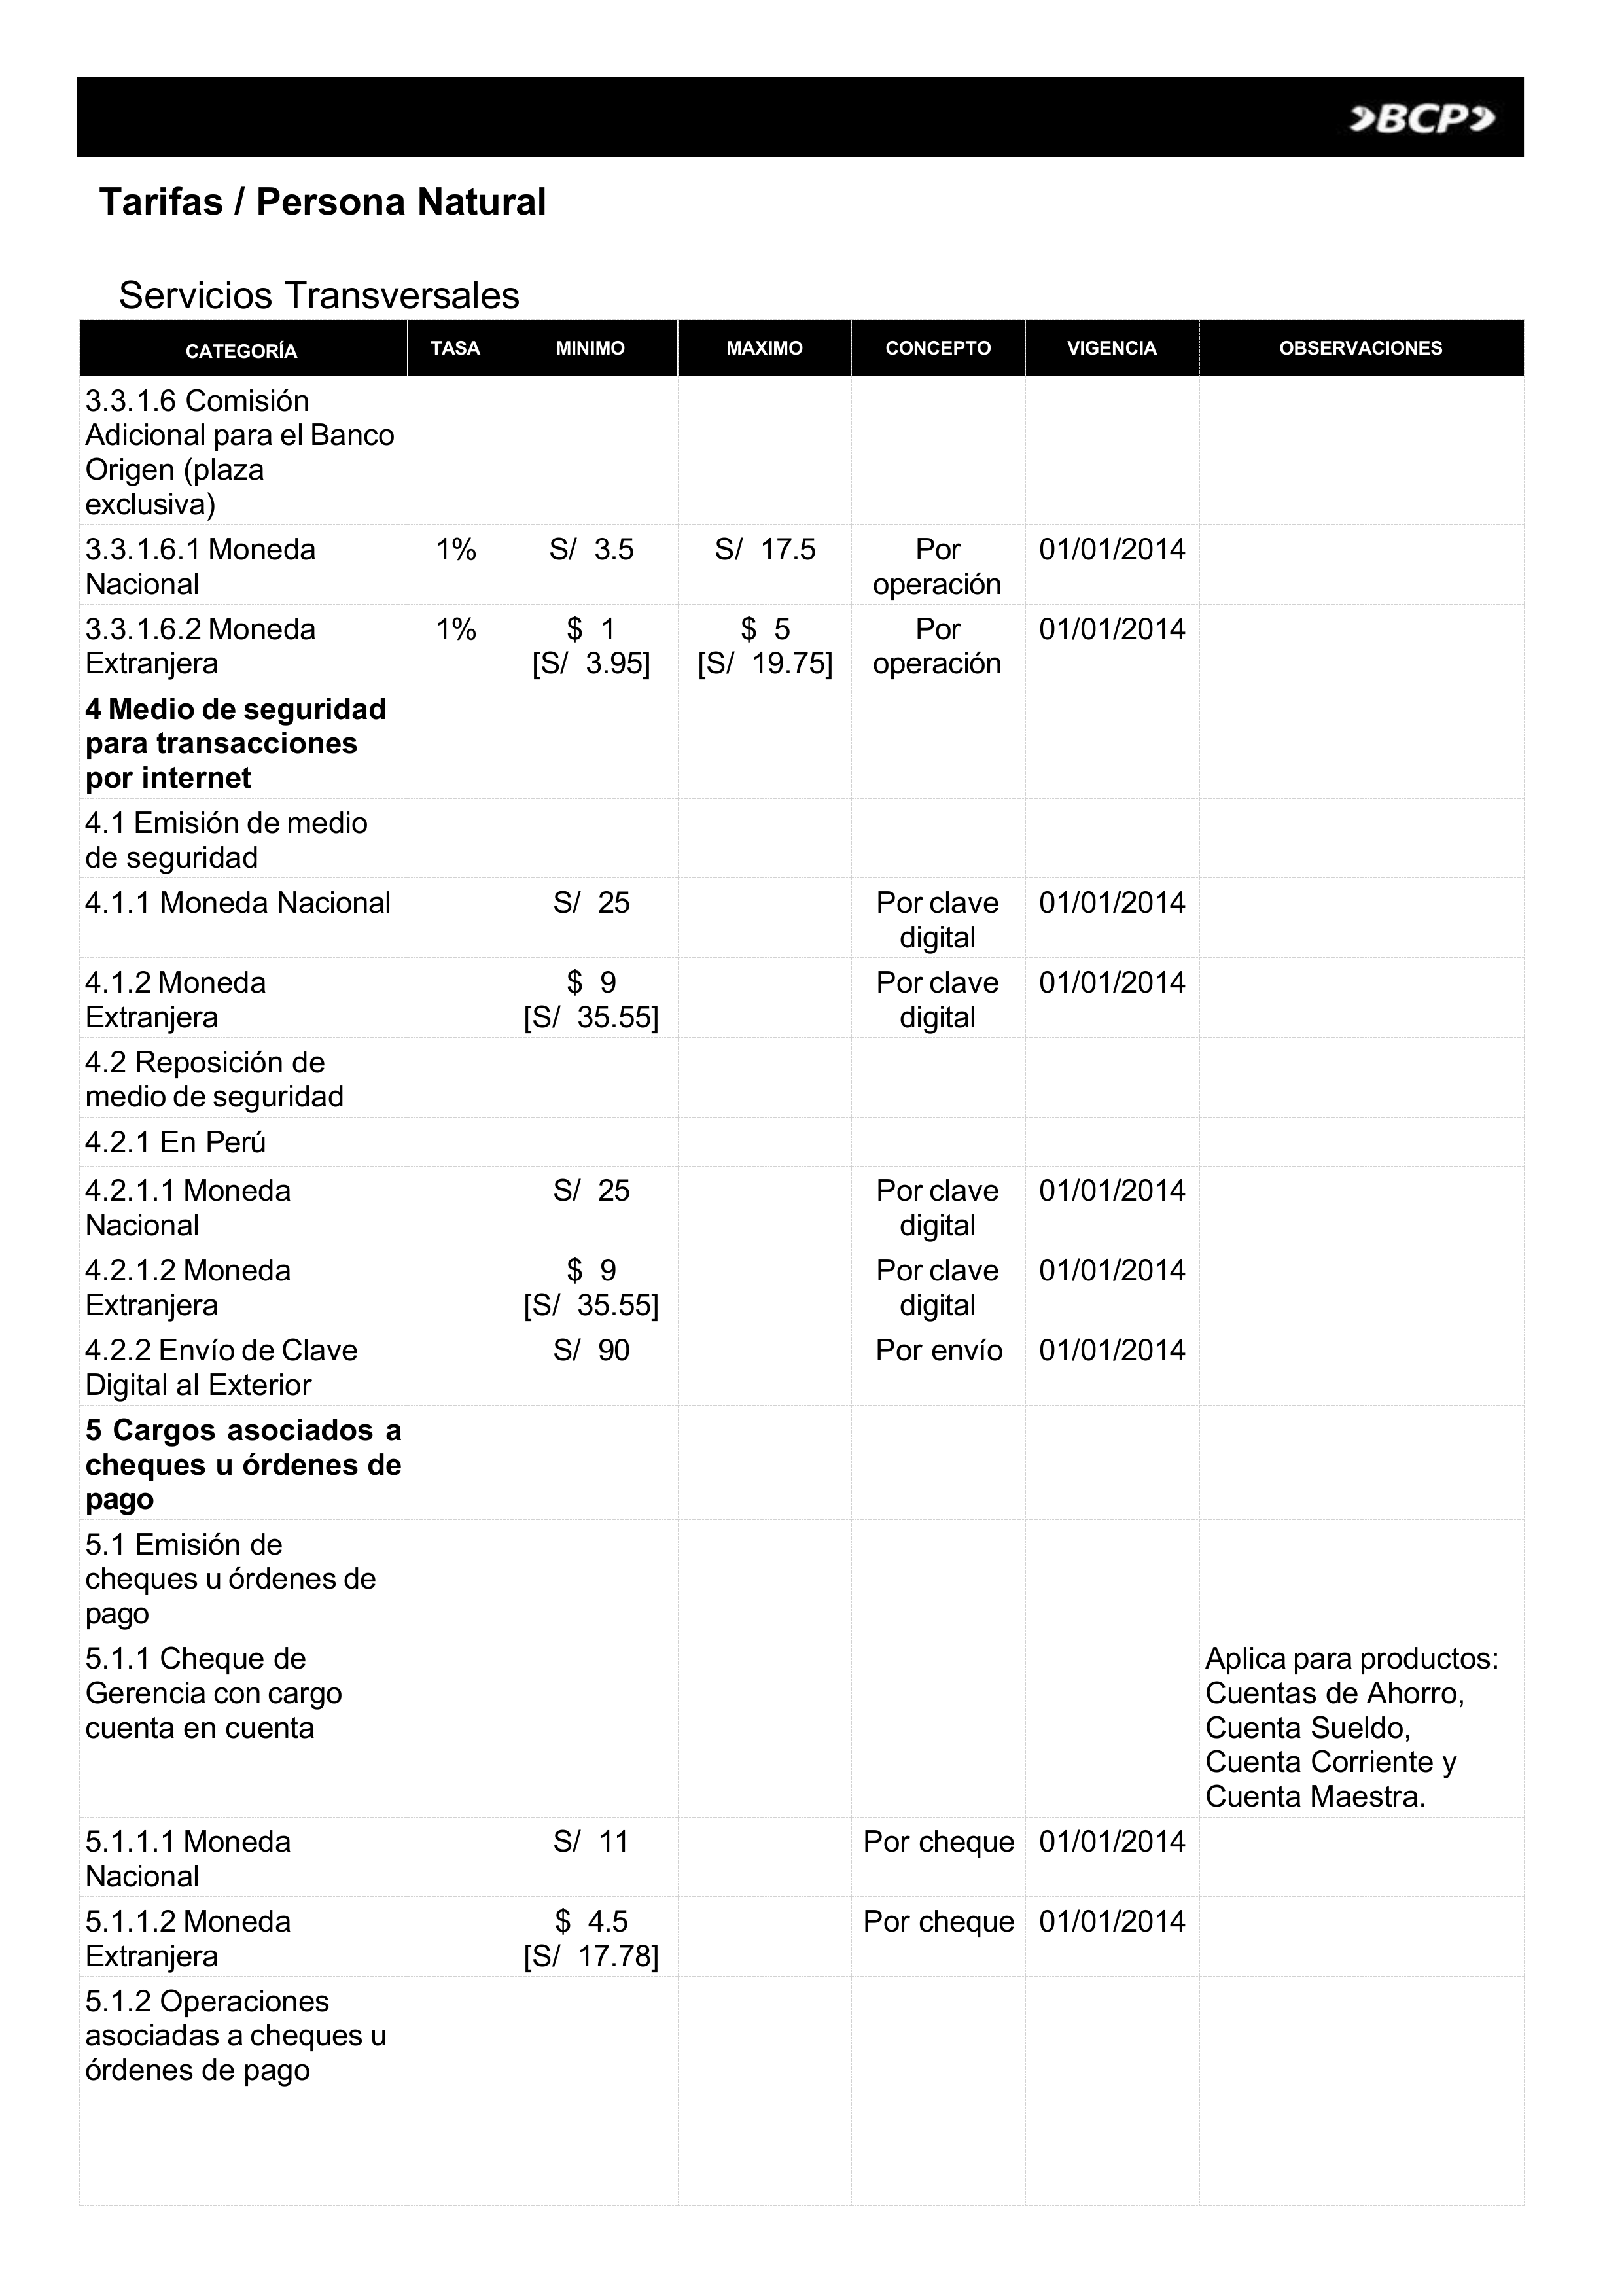 BCP
Tarifas / Persona Natural
Servicios Transversales
CATEGORÍA TASA MINIMO MAXIMO CONCEPTO VIGENCIA OBSERVACIONES
3.3.1.6 Comisión
Adicional para el Banco
Origen (plaza
exclusiva)
3.3.1.6.1 Moneda 1% S/ 3.5 S/ 17.5 Por 01/01/2014
Nacional operación
3.3.1.6.2 Moneda 1% $ 1 $ 5 Por 01/01/2014
Extranjera [S/ 3.95] [S/ 19.75] operación
4 Medio de seguridad
para transacciones
por internet
4.1 Emisión de medio
de seguridad
4.1.1 Moneda Nacional S/ 25 Por clave 01/01/2014
digital
4.1.2 Moneda $ 9 Por clave 01/01/2014
Extranjera [S/ 35.55] digital
4.2 Reposición de
medio de seguridad
4.2.1 En Perú
4.2.1.1 Moneda S/ 25 Por clave 01/01/2014
Nacional digital
4.2.1.2 Moneda $ 9 Por clave 01/01/2014
Extranjera [S/ 35.55] digital
4.2.2 Envío de Clave S/ 90 Por envío 01/01/2014
Digital al Exterior
5 Cargos asociados a
cheques u órdenes de
pago
5.1 Emisión de
cheques u órdenes de
pago
5.1.1 Cheque de Aplica para productos:
Gerencia con cargo Cuentas de Ahorro,
cuenta en cuenta Cuenta Sueldo,
Cuenta Corriente y
Cuenta Maestra.
5.1.1.1 Moneda S/ 11 Por cheque 01/01/2014
Nacional
5.1.1.2 Moneda $ 4.5 Por cheque 01/01/2014
Extranjera [S/ 17.78]
5.1.2 Operaciones
asociadas a cheques u
órdenes de pago